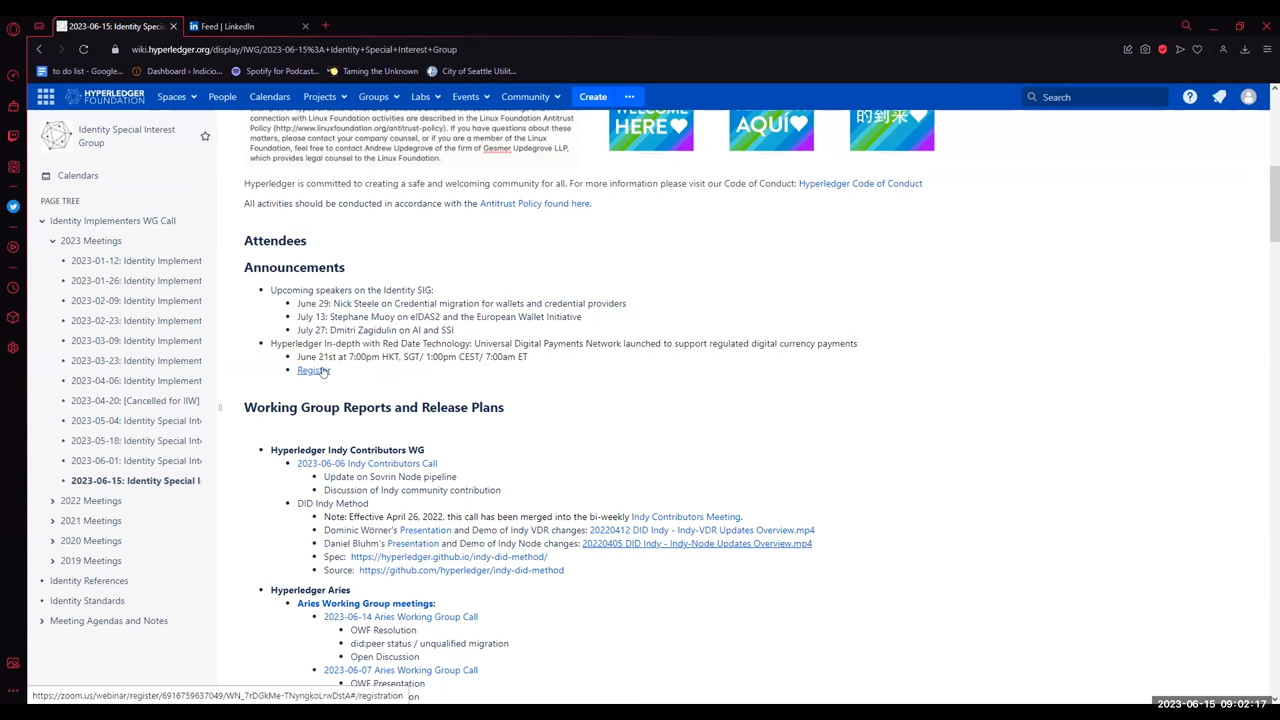 2023-06-15: Identity Specia
Feed | LinkedIn
wiki.hyperledger.org/display/IWG/2023-06-15%3A+Identity+Special+Interest+Group
to do list - Google...
Dashboard ‹ Indicio...
Spotify for Podcast...
Taming the Unknown
City of Seattle Utilit...
HYPERLEDGER FOUNDATION
Spaces
People
Calendars
Projects
Groups
Labs
Events
Community
Create
Search
Identity Special Interest
Group
Calendars
PAGE TREE
Identity Implementers WG Call
2023 Meetings
2023-01-12: Identity Implement
2023-01-26: Identity Implement
2023-02-09: Identity Implement
2023-02-23: Identity Implement
2023-03-09: Identity Implement
2023-03-23: Identity Implement
2023-04-06: Identity Implement
2023-04-20: [Cancelled for IIW]
2023-05-04: Identity Special Int
2023-05-18: Identity Special Int
2023-06-01: Identity Special Int
2023-06-15: Identity Special I
2022 Meetings
2021 Meetings
2020 Meetings
2019 Meetings
Identity References
Identity Standards
Meeting Agendas and Notes
connection with Linux Foundation activities are described in the Linux Foundation Antitrust
Policy (http://www.linuxfoundation.org/antitrust-policy). If you have questions about these
matters, please contact your company counsel, or if you are a member of the Linux
Foundation, feel free to contact Andrew Updegrove of the firm of Gesmer Updegrove LLP,
which provides legal counsel to the Linux Foundation.
WELCOME
HERE
AQUÍ
的到来
Hyperledger is committed to creating a safe and welcoming community for all. For more information please visit our Code of Conduct: Hyperledger Code of Conduct
All activities should be conducted in accordance with the Antitrust Policy found here.
Attendees
Announcements
Upcoming speakers on the Identity SIG:
June 29: Nick Steele on Credential migration for wallets and credential providers
July 13: Stephane Muoy on eIDAS2 and the European Wallet Initiative
July 27: Dmitri Zagidulin on AI and SSI
Hyperledger In-depth with Red Date Technology: Universal Digital Payments Network launched to support regulated digital currency payments
June 21st at 7:00pm HKT, SGT/ 1:00pm CEST/ 7:00am ET
Register
Working Group Reports and Release Plans
Hyperledger Indy Contributors WG
2023-06-06 Indy Contributors Call
Update on Sovrin Node pipeline
Discussion of Indy community contribution
DID Indy Method
Note: Effective April 26, 2022, this call has been merged into the bi-weekly Indy Contributors Meeting.
Dominic Wörner's Presentation and Demo of Indy VDR changes: 20220412 DID Indy - Indy-VDR Updates Overview.mp4
Daniel Bluhm's Presentation and Demo of Indy Node changes: 20220405 DID Indy - Indy-Node Updates Overview.mp4
Spec: https://hyperledger.github.io/indy-did-method/
Source: https://github.com/hyperledger/indy-did-method
Hyperledger Aries
Aries Working Group meetings:
2023-06-14 Aries Working Group Call
OWF Resolution
did:peer status / unqualified migration
Open Discussion
2023-06-07 Aries Working Group Call
OWF Presentation
https://zoom.us/webinar/register/6916759637049/WN_7rDGkMe-TNyngkoLrwDstA#/registration
2023-06-15 09:02:17